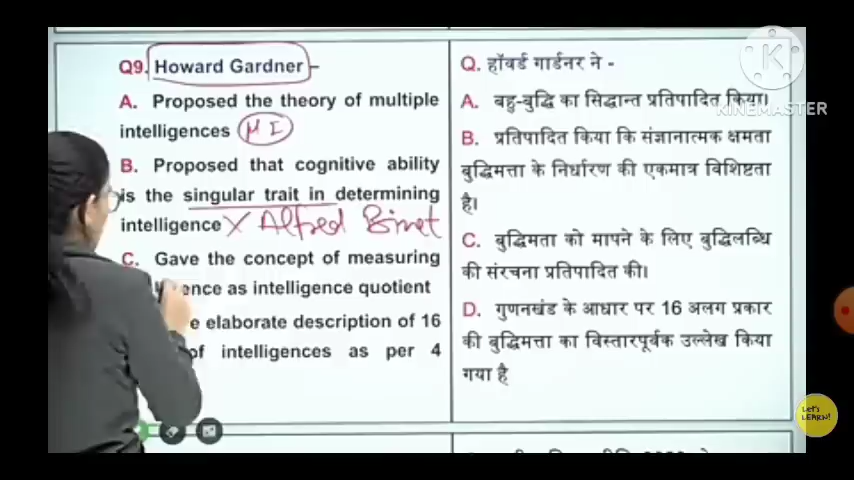 Q9. Howard Gardner -
A. Proposed the theory of multiple
intelligences MI
B. Proposed that cognitive ability
is the singular trait in determining
intelligence X Alfred Binet
C. Gave the concept of measuring
ence as intelligence quotient
e elaborate description of 16
of intelligences as per 4
Q. हॉवर्ड गार्डनर ने -
A. बहु-बुद्धि का सिद्धान्त प्रतिपादित किया।
B. प्रतिपादित किया कि संज्ञानात्मक क्षमता
बुद्धिमत्ता के निर्धारण की एकमात्र विशिष्टता
है।
C. बुद्धिमता को मापने के लिए बुद्धिलब्धि
की संरचना प्रतिपादित की।
D. गुणनखंड के आधार पर 16 अलग प्रकार
की बुद्धिमत्ता का विस्तारपूर्वक उल्लेख किया
गया है
K
KINEMASTER
LET'S
LEARN!